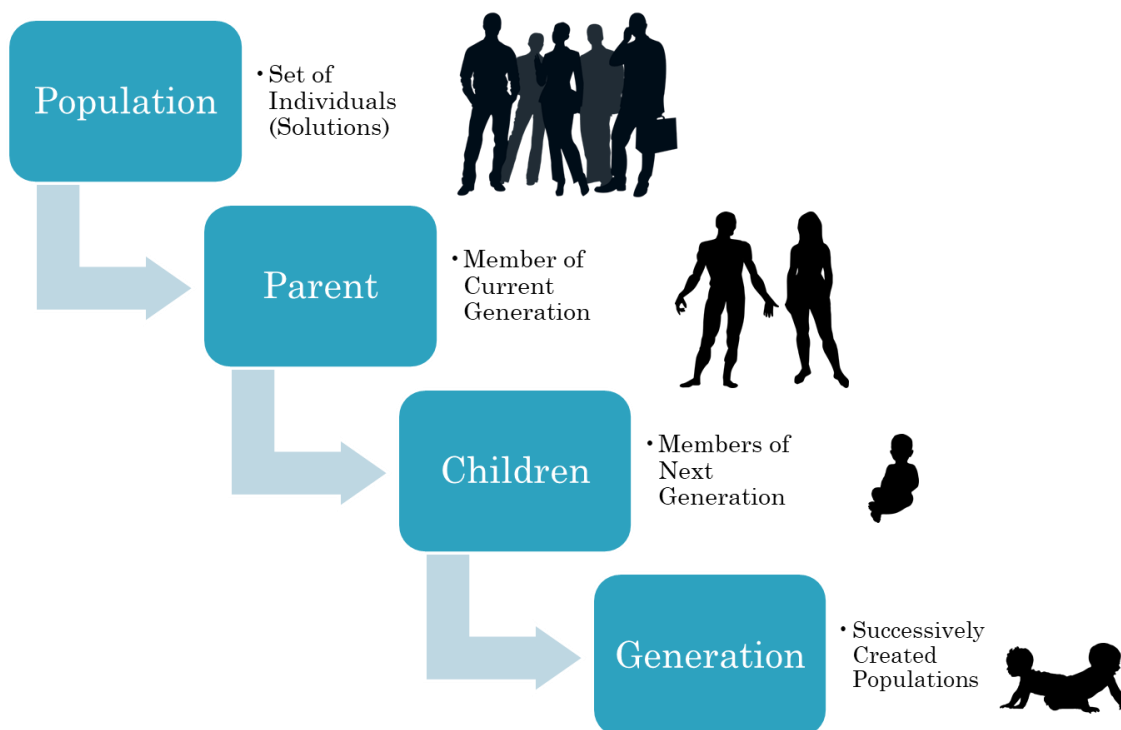 Population
• Set of
Individuals
(Solutions)
Parent
• Member of
Current
Generation
Children
• Members of
Next
Generation
Generation
• Successively
Created
Populations